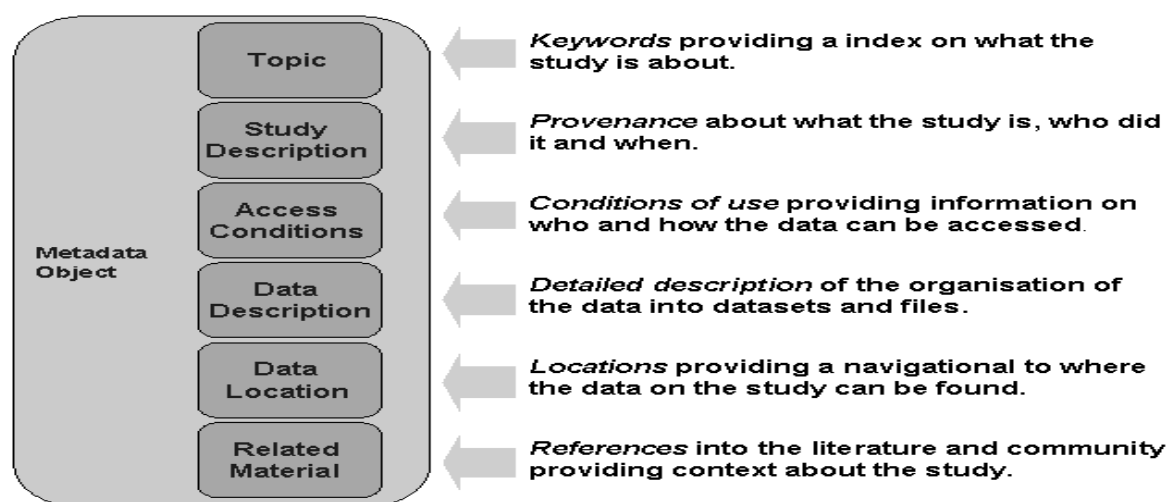 Topic
Keywords providing a index on what the
study is about.
Study
Description
Provenance about what the study is, who did
it and when.
Access
Conditions
Conditions of use providing information on
who and how the data can be accessed.
Metadata
Object
Data
Description
Detailed description of the organisation of
the data into datasets and files.
Data
Location
Locations providing a navigational to where
the data on the study can be found.
Related
Material
References into the literature and community
providing context about the study.